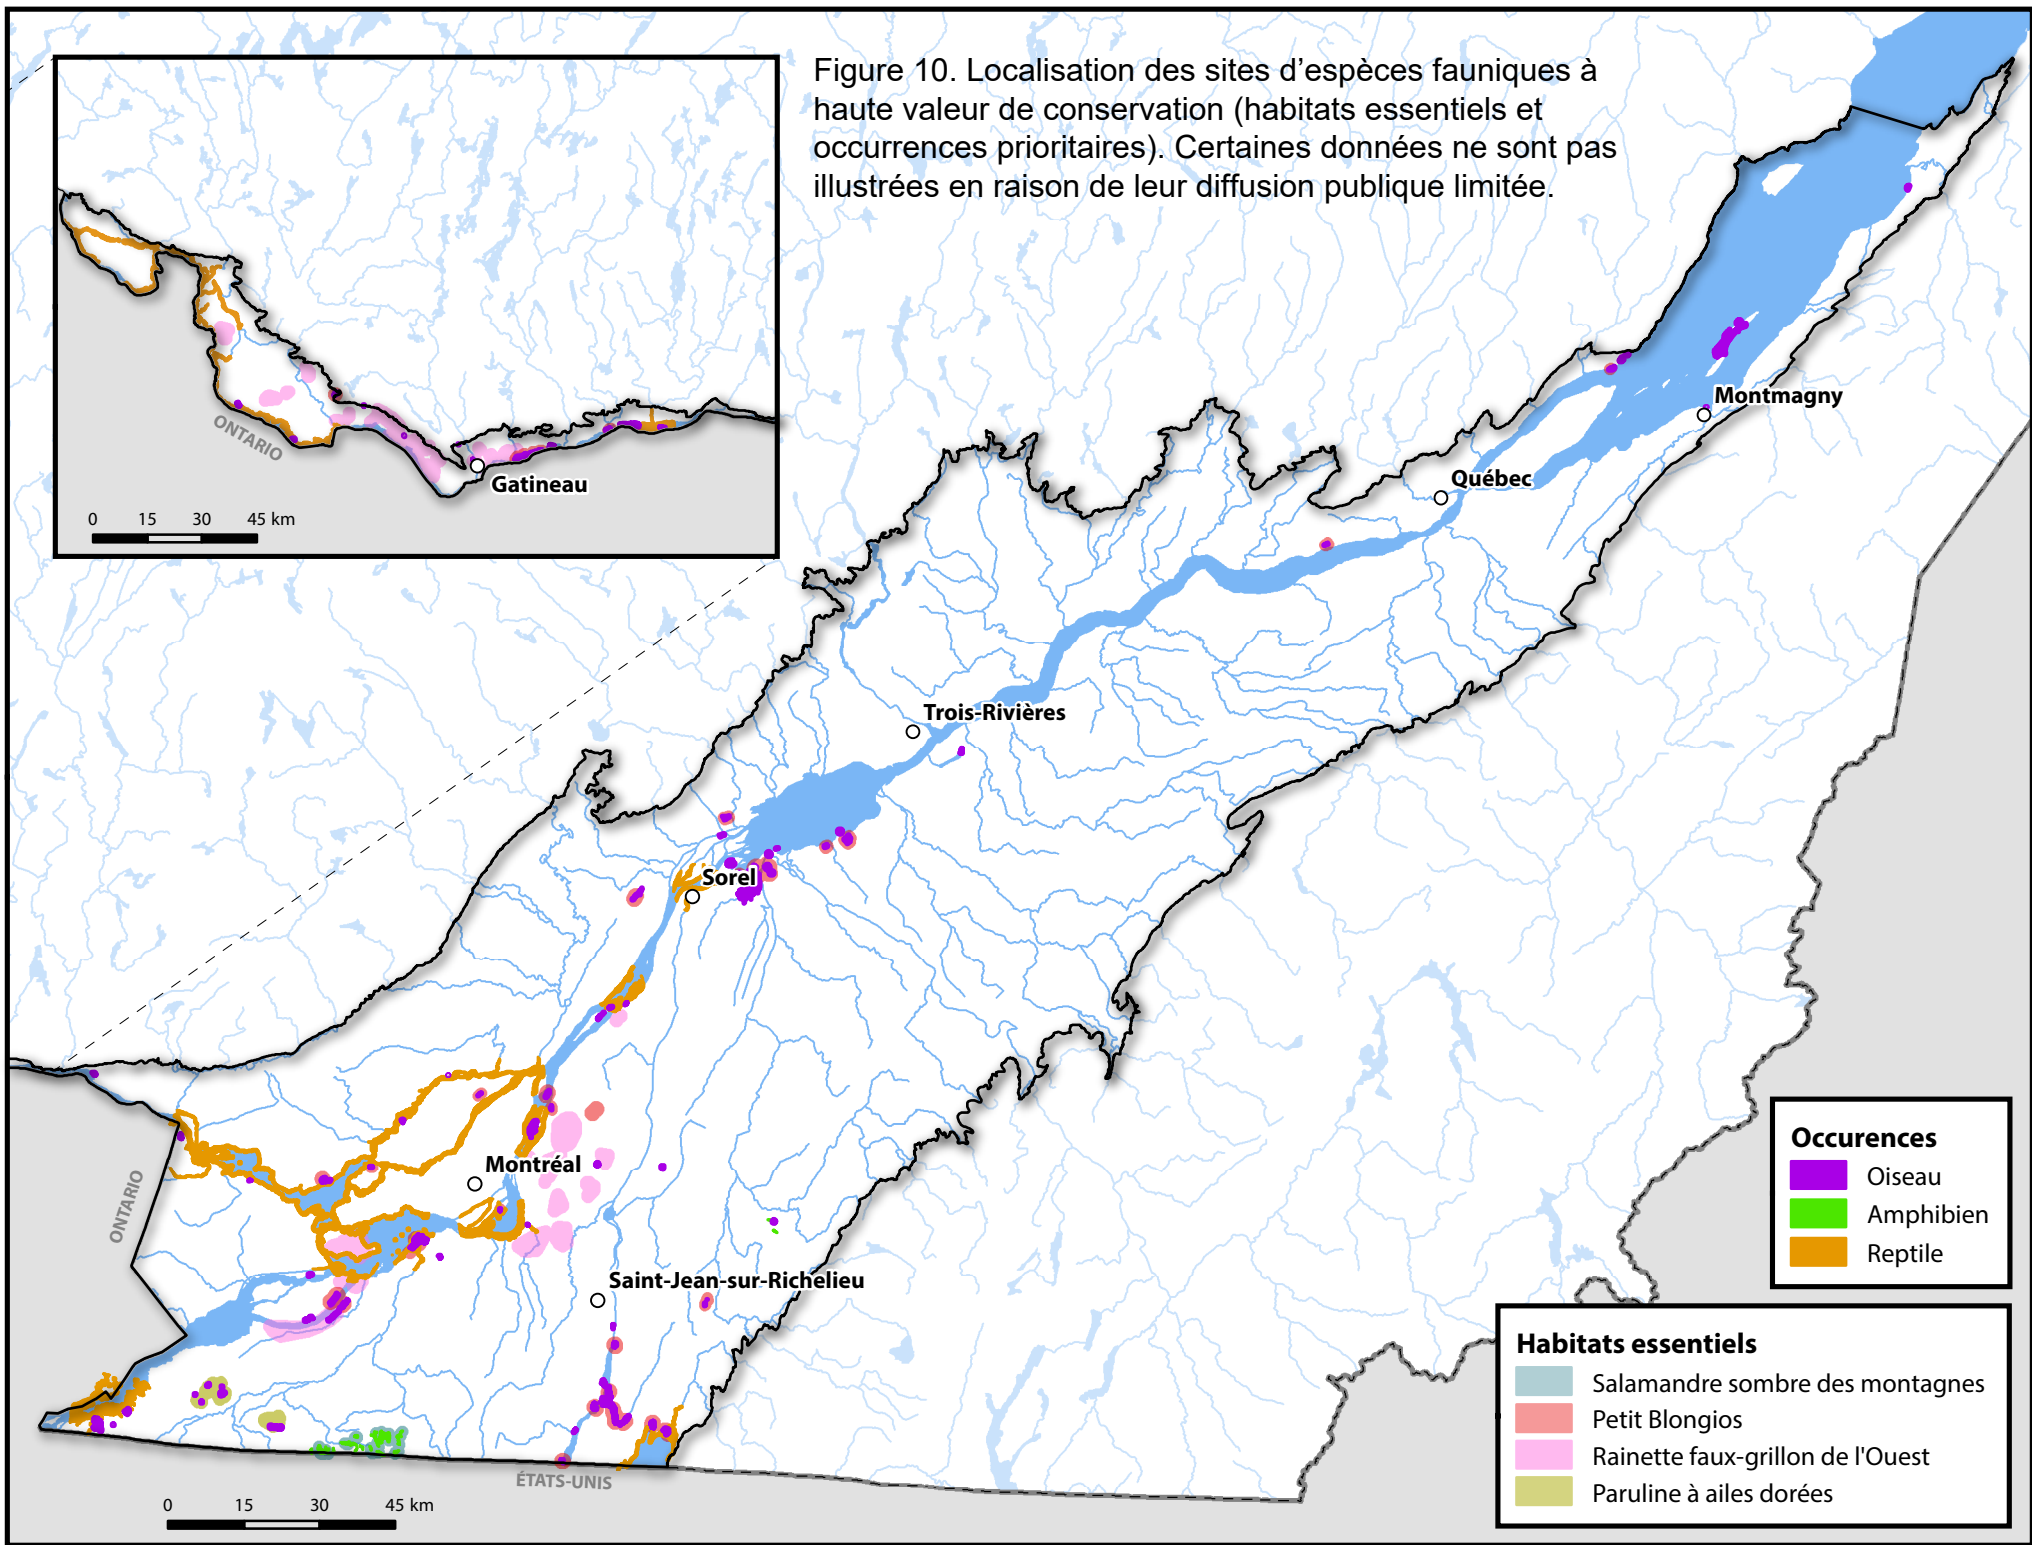 Figure 10. Localisation des sites d'espèces fauniques à
haute valeur de conservation (habitats essentiels et
occurrences prioritaires). Certaines données ne sont pas
illustrées en raison de leur diffusion publique limitée.
ONTARIO
Gatineau
0 15 30 45 km
Montmagny
Québec
Trois-Rivières
Sorel
Montréal
ONTARIO
Saint-Jean-sur-Richelieu
ÉTATS-UNIS
0 15 30 45 km
Occurences
Oiseau
Amphibien
Reptile
Habitats essentiels
Salamandre sombre des montagnes
Petit Blongios
Rainette faux-grillon de l'Ouest
Paruline à ailes dorées